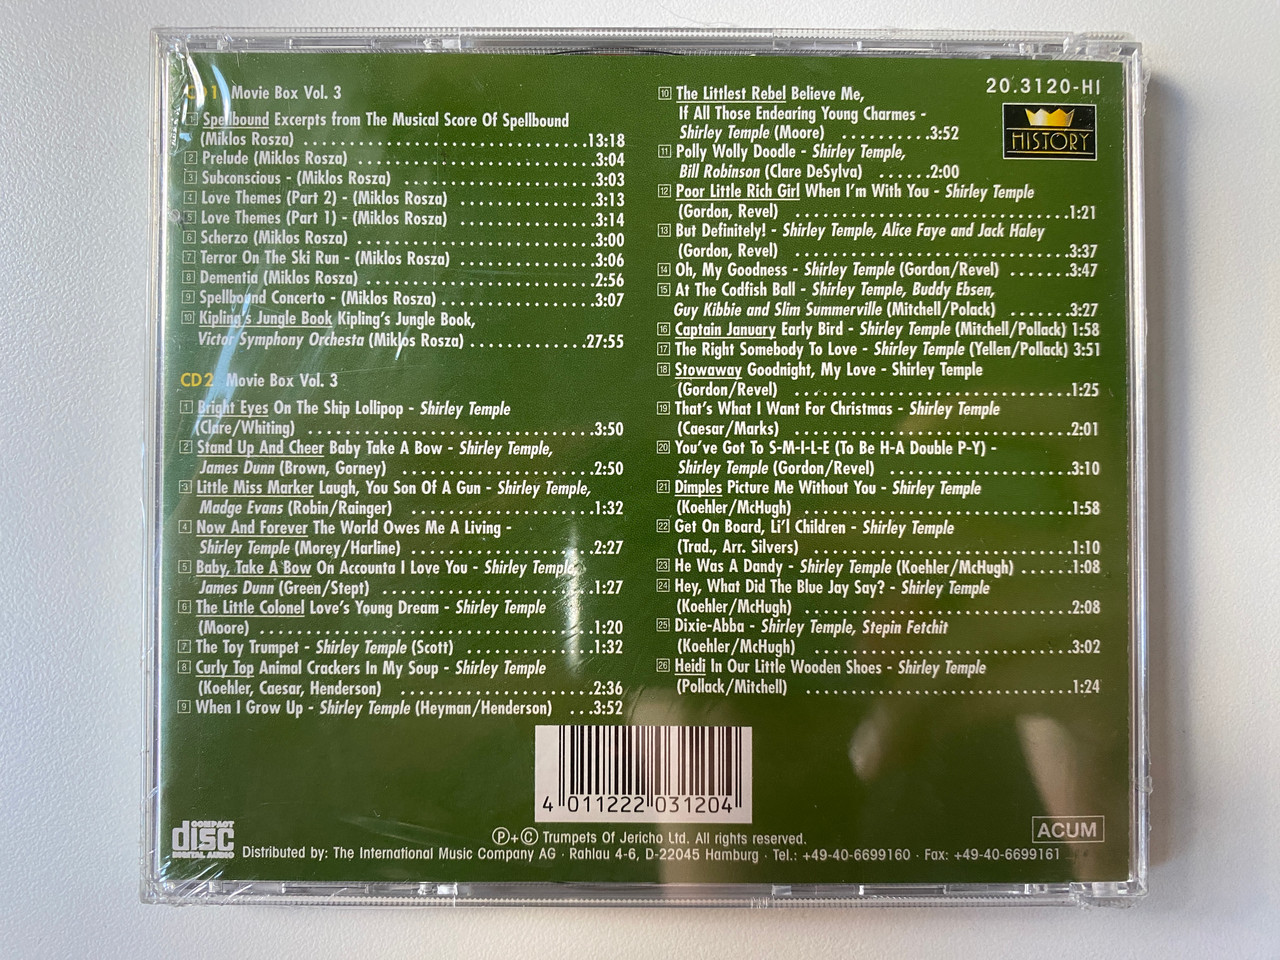 CD1 Movie Box Vol. 3
1 Spellbound Excerpts from The Musical Score Of Spellbound
(Miklos Rosza) ..... 13:18
2 Prelude (Miklos Rosza) ..... 3:04
3 Subconscious - (Miklos Rosza) ..... 3:03
4 Love Themes (Part 2) - (Miklos Rosza) ..... 3:13
5 Love Themes (Part 1) - (Miklos Rosza) ..... 3:14
6 Scherzo (Miklos Rosza) ..... 3:00
7 Terror On The Ski Run - (Miklos Rosza) ..... 3:06
8 Dementia (Miklos Rosza) ..... 2:56
9 Spellbound Concerto - (Miklos Rosza) ..... 3:07
10 Kipling's Jungle Book Kipling's Jungle Book,
Victor Symphony Orchesta (Miklos Rosza) ..... 27:55
CD2 Movie Box Vol. 3
1 Bright Eyes On The Ship Lollipop - Shirley Temple
(Clare/Whiting) ..... 3:50
2 Stand Up And Cheer Baby Take A Bow - Shirley Temple,
James Dunn (Brown, Gorney) ..... 2:50
3 Little Miss Marker Laugh, You Son Of A Gun - Shirley Temple,
Madge Evans (Robin/Rainger) ..... 1:32
4 Now And Forever The World Owes Me A Living -
Shirley Temple (Morey/Harline) ..... 2:27
5 Baby, Take A Bow On Accounta I Love You - Shirley Temple,
James Dunn (Green/Stept) ..... 1:27
6 The Little Colonel Love's Young Dream - Shirley Temple
(Moore) ..... 1:20
7 The Toy Trumpet - Shirley Temple (Scott) ..... 1:32
8 Curly Top Animal Crackers In My Soup - Shirley Temple
(Koehler, Caesar, Henderson) ..... 2:36
9 When I Grow Up - Shirley Temple (Heyman/Henderson) ...3:52
10 The Littlest Rebel Believe Me,
If All Those Endearing Young Charmes -
Shirley Temple (Moore) ..... 3:52
11 Polly Wolly Doodle - Shirley Temple,
Bill Robinson (Clare DeSylva) ......2:00
12 Poor Little Rich Girl When I'm With You - Shirley Temple
(Gordon, Revel) ..... 1:21
13 But Definitely! - Shirley Temple, Alice Faye and Jack Haley
(Gordon, Revel) ..... 3:37
14 Oh, My Goodness - Shirley Temple (Gordon/Revel) .......3:47
15 At The Codfish Ball - Shirley Temple, Buddy Ebsen,
Guy Kibbie and Slim Summerville (Mitchell/Polack) .......3:27
16 Captain January Early Bird - Shirley Temple (Mitchell/Pollack) 1:58
17 The Right Somebody To Love - Shirley Temple (Yellen/Pollack) 3:51
18 Stowaway Goodnight, My Love - Shirley Temple
(Gordon/Revel) ..... 1:25
19 That's What I Want For Christmas - Shirley Temple
(Caesar/Marks) ..... 2:01
20 You've Got To S-M-I-L-E (To Be H-A Double P-Y) -
Shirley Temple (Gordon/Revel) ..... 3:10
21 Dimples Picture Me Without You - Shirley Temple
(Koehler/McHugh) ..... 1:58
22 Get On Board, Li'l Children - Shirley Temple
(Trad., Arr. Silvers) ..... 1:10
23 He Was A Dandy - Shirley Temple (Koehler/McHugh) ......1:08
24 Hey, What Did The Blue Jay Say? - Shirley Temple
(Koehler/McHugh) ..... 2:08
25 Dixie-Abba - Shirley Temple, Stepin Fetchit
(Koehler/McHugh) ..... 3:02
26 Heidi In Our Little Wooden Shoes - Shirley Temple
(Pollack/Mitchell) ..... 1:24
20.3120-HI
HISTORY
4 011222 031204
COMPACT
disc
DIGITAL AUDIO
Ⓟ+Ⓒ Trumpets Of Jericho Ltd. All rights reserved.
Distributed by: The International Music Company AG · Rahlau 4-6, D-22045 Hamburg · Tel.: +49-40-6699160 · Fax: +49-40-6699161
ACUM